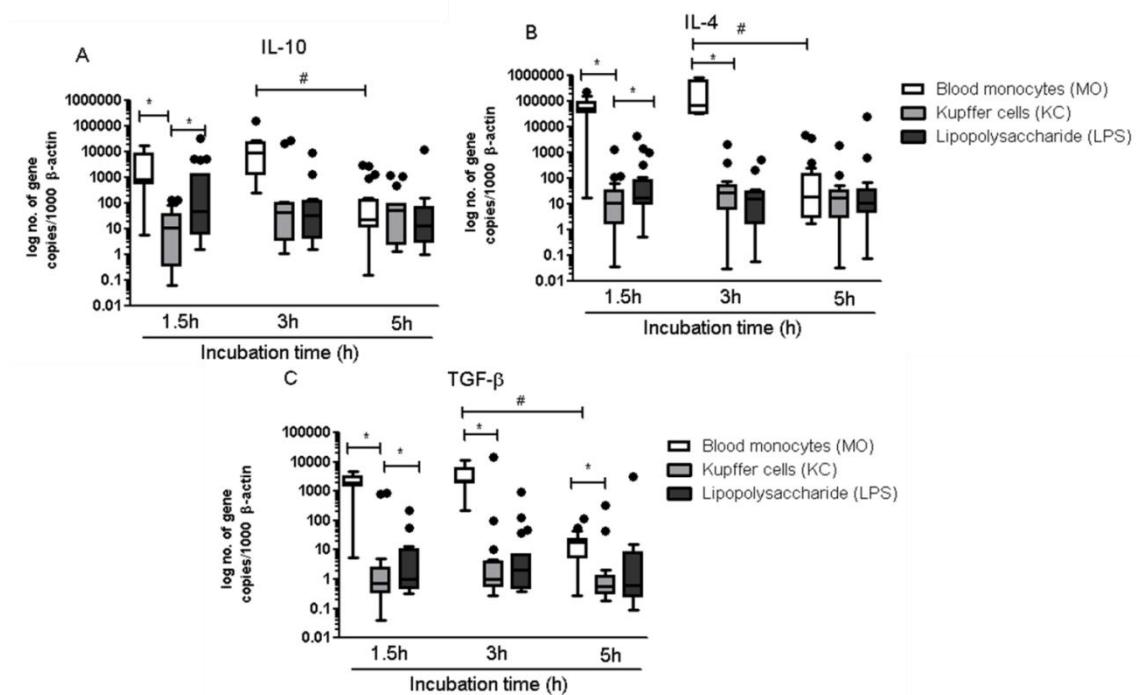 A
IL-10
*
*
#
log no. of gene
copies/1000 β-actin
1000000
100000
10000
1000
100
10
1
0.1
0.01
1.5h 3h 5h
Incubation time (h)
B
IL-4
#
*
*
*
log no. of gene
copies/1000 β-actin
1000000
100000
10000
1000
100
10
1
0.1
0.01
1.5h 3h 5h
Incubation time (h)
Blood monocytes (MO)
Kupffer cells (KC)
Lipopolysaccharide (LPS)
C
TGF-β
#
*
*
*
*
log no. of gene
copies/1000 β-actin
100000
10000
1000
100
10
1
0.1
0.01
1.5h 3h 5h
Incubation time (h)
Blood monocytes (MO)
Kupffer cells (KC)
Lipopolysaccharide (LPS)